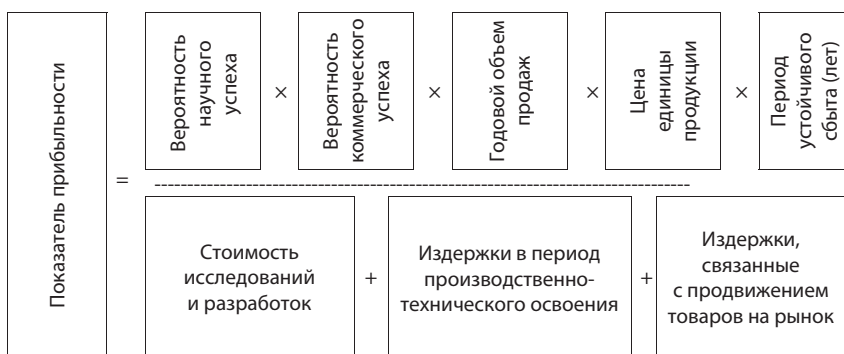 Показатель прибыльности
=
Вероятность
научного
успеха
×
Вероятность
коммерческого
успеха
×
Годовой объем
продаж
×
Цена
единицы
продукции
×
Период
устойчивого
сбыта (лет)
Стоимость
исследований
и разработок
+
Издержки в период
производственно-
технического освоения
+
Издержки,
связанные
с продвижением
товаров на рынок